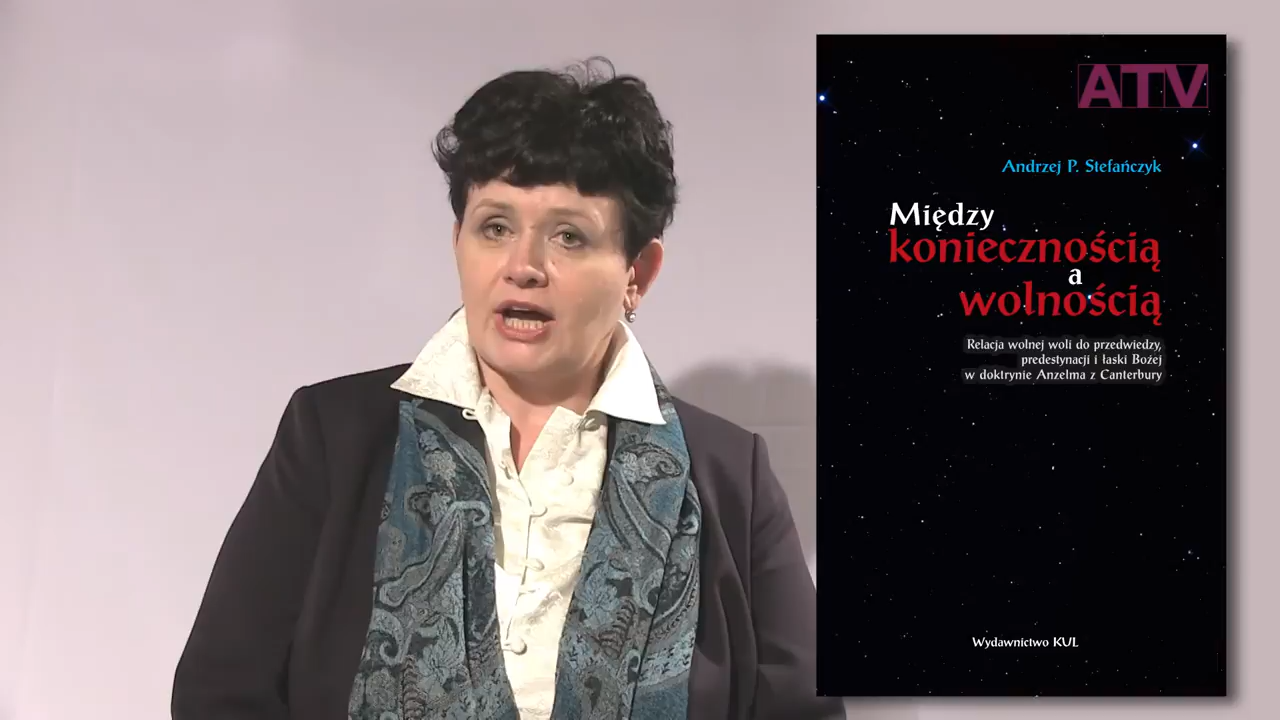 ATV
Andrzej P. Stefańczyk
Między
koniecznością
a
wolnością
Relacja wolnej woli do przedwiedzy,
predestynacji i łaski Bożej
w doktrynie Anzelma z Canterbury
Wydawnictwo KUL